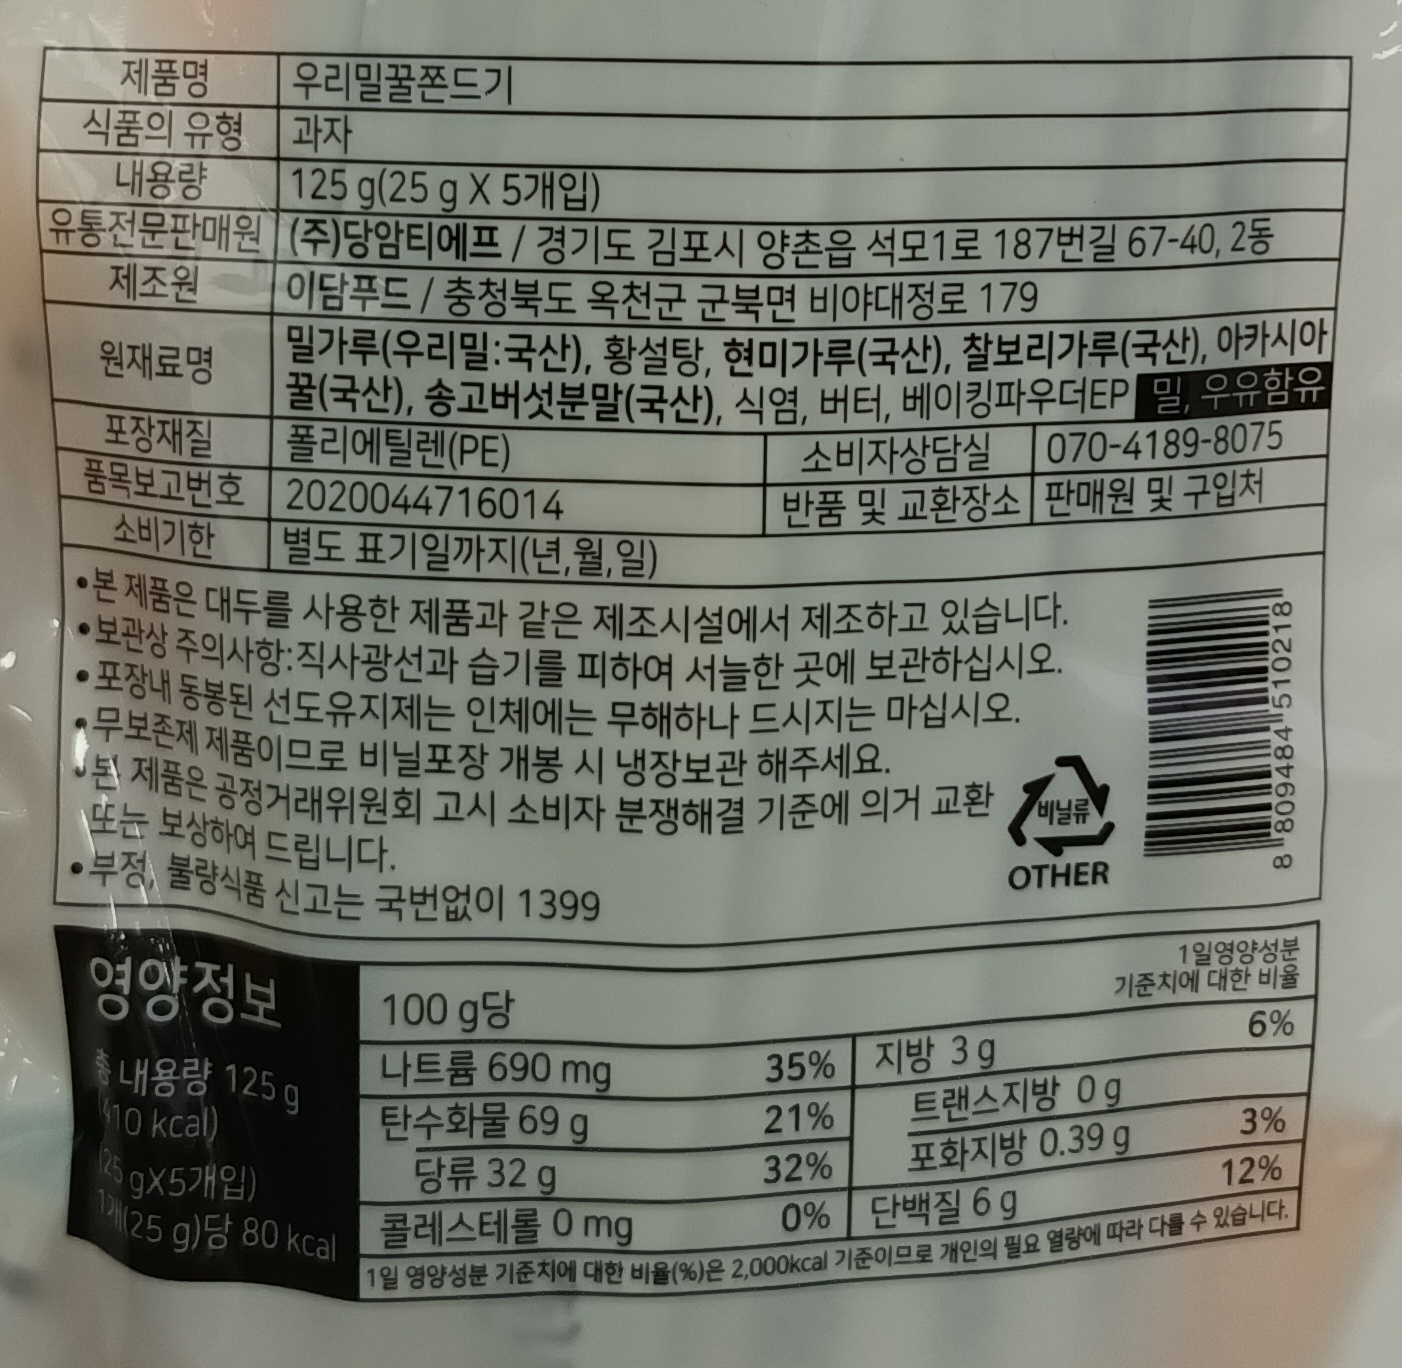 제품명 우리밀꿀쫀드기
식품의 유형 과자
내용량 125 g(25 g X 5개입)
유통전문판매원 (주)당암티에프 / 경기도 김포시 양촌읍 석모1로 187번길 67-40, 2동
제조원 이담푸드 / 충청북도 옥천군 군북면 비야대정로 179
원재료명 밀가루(우리밀:국산), 황설탕, 현미가루(국산), 찰보리가루(국산), 아카시아
꿀(국산), 송고버섯분말(국산), 식염, 버터, 베이킹파우더EP 밀, 우유함유
포장재질 폴리에틸렌(PE) 소비자상담실 070-4189-8075
품목보고번호 2020044716014 반품 및 교환장소 판매원 및 구입처
소비기한 별도 표기일까지(년,월,일)
•본 제품은 대두를 사용한 제품과 같은 제조시설에서 제조하고 있습니다.
•보관상 주의사항:직사광선과 습기를 피하여 서늘한 곳에 보관하십시오.
•포장내 동봉된 선도유지제는 인체에는 무해하나 드시지는 마십시오.
•무보존제 제품이므로 비닐포장 개봉 시 냉장보관 해주세요.
•본 제품은 공정거래위원회 고시 소비자 분쟁해결 기준에 의거 교환
또는 보상하여 드립니다.
•부정, 불량식품 신고는 국번없이 1399
비닐류
OTHER
8 809484 510218
영양정보
총 내용량 125 g
(410 kcal)
(25 gX5개입)
1개(25 g)당 80 kcal
100 g당
1일영양성분
기준치에 대한 비율
나트륨 690 mg 35% 지방 3 g 6%
탄수화물 69 g 21% 트랜스지방 0 g
당류 32 g 32% 포화지방 0.39 g 3%
콜레스테롤 0 mg 0% 단백질 6 g 12%
1일 영양성분 기준치에 대한 비율(%)은 2,000kcal 기준이므로 개인의 필요 열량에 따라 다를 수 있습니다.